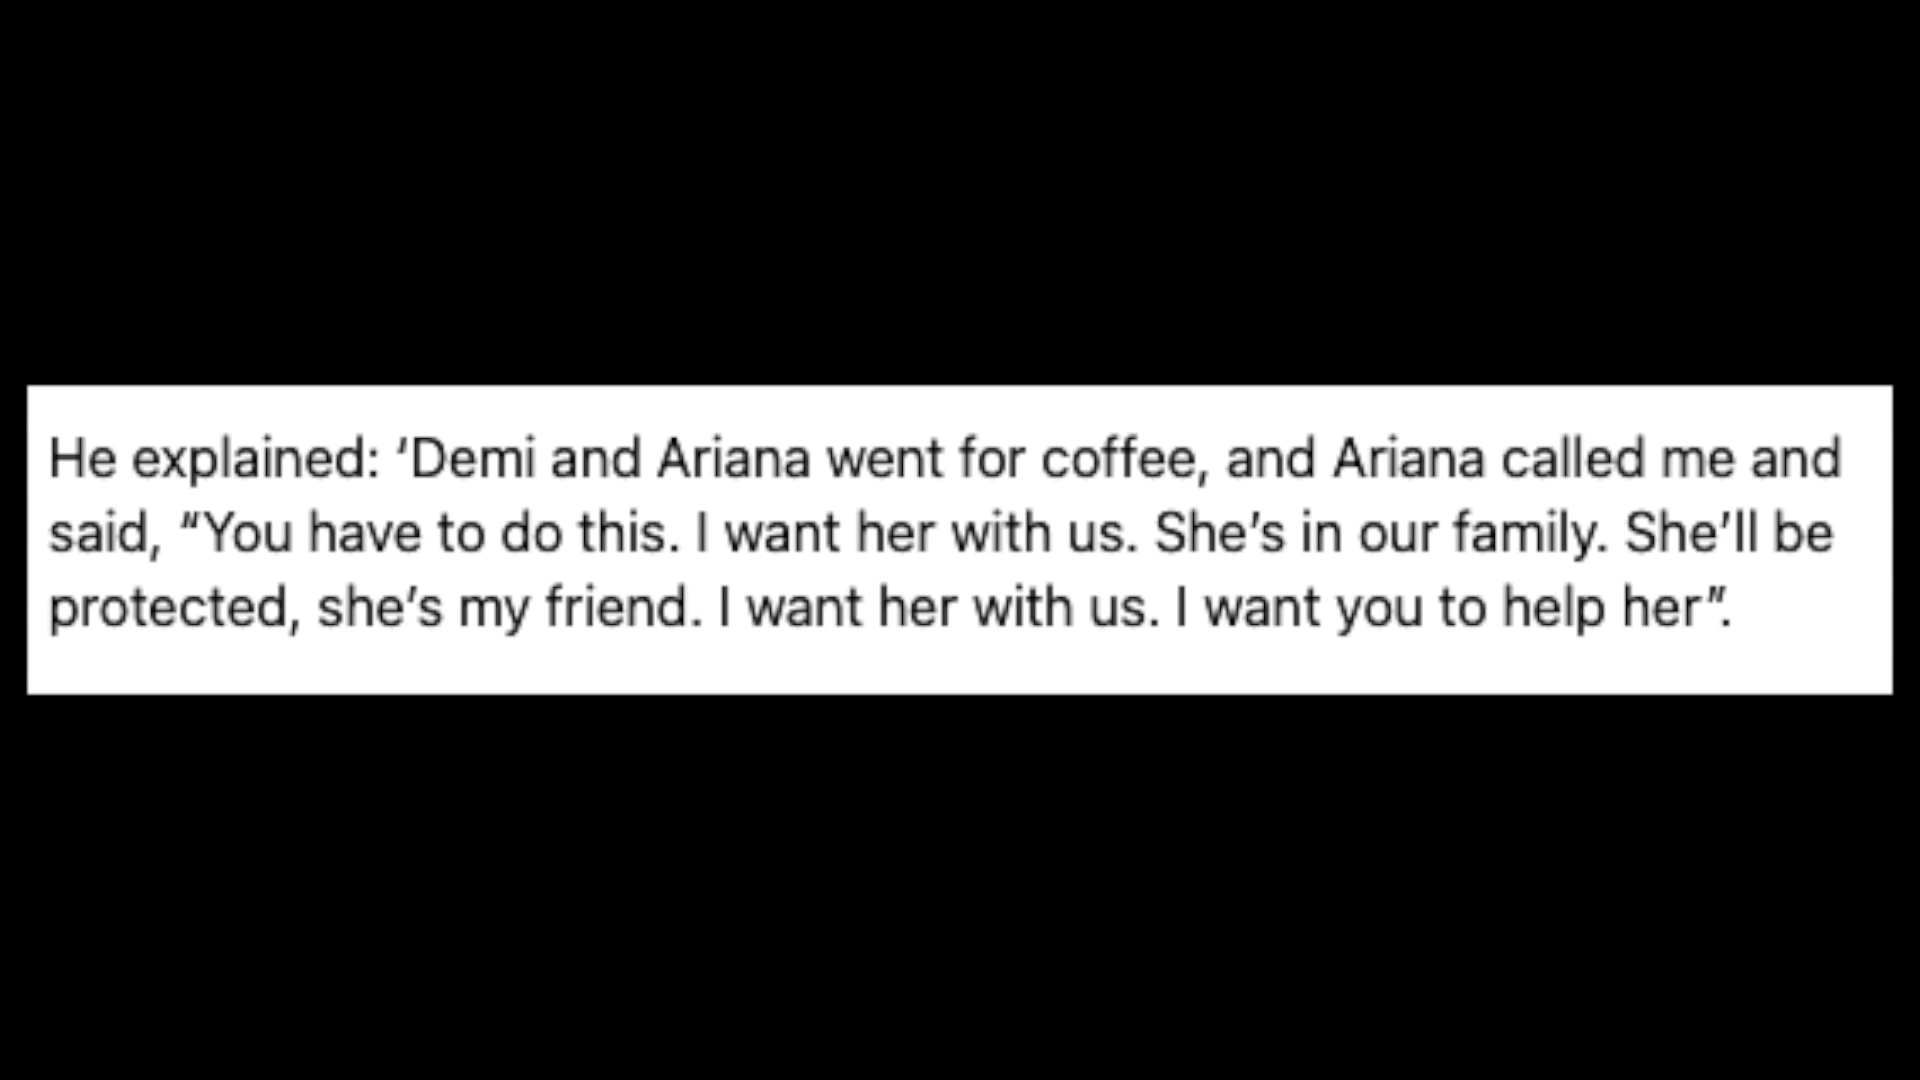 He explained: ‘Demi and Ariana went for coffee, and Ariana called me and
said, “You have to do this. I want her with us. She’s in our family. She’ll be
protected, she’s my friend. I want her with us. I want you to help her”.